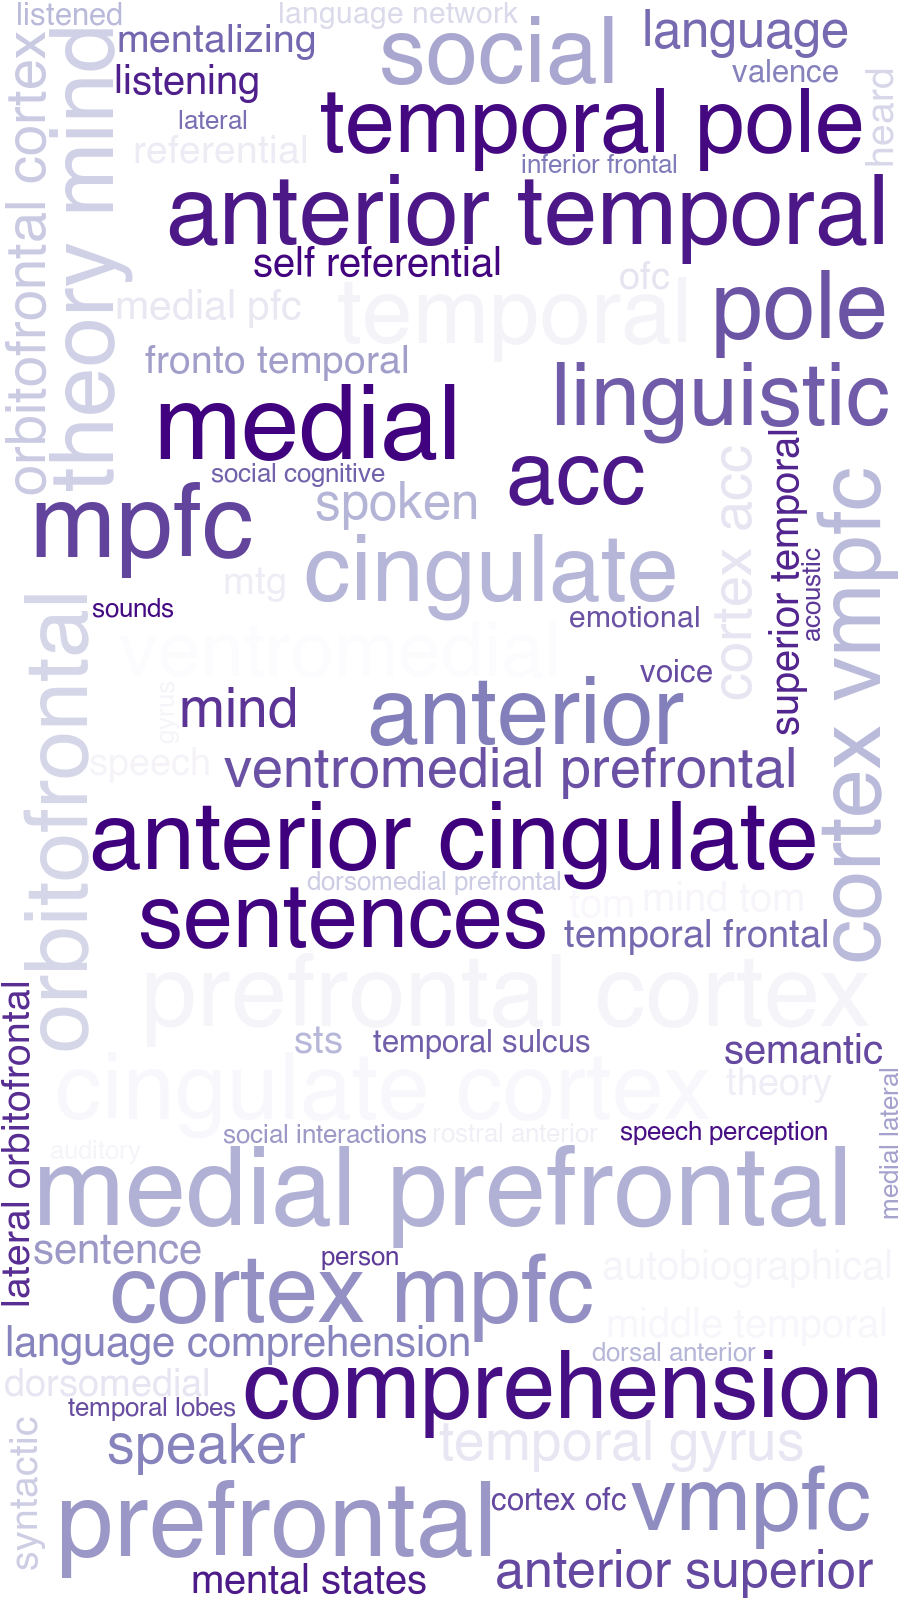 listened
language network
mentalizing
social
language
listening
valence
temporal pole
heard
lateral
referential
inferior frontal
orbitofrontal cortex
theory mind
anterior temporal
self referential
ofc
medial pfc
temporal
pole
fronto temporal
linguistic
medial
social cognitive
acc
mpfc
spoken
cortex acc
superior temporal
cortex vmpfc
cingulate
acoustic
mtg
sounds
emotional
orbitofrontal
ventromedial
voice
gyrus
mind
anterior
speech
ventromedial prefrontal
anterior cingulate
dorsomedial prefrontal
sentences
tom
mind tom
temporal frontal
prefrontal cortex
lateral orbitofrontal
sts
temporal sulcus
semantic
cingulate cortex
theory
medial lateral
social interactions
rostral anterior
speech perception
auditory
medial prefrontal
sentence
person
cortex mpfc
autobiographical
middle temporal
language comprehension
dorsal anterior
dorsomedial
comprehension
temporal lobes
syntactic
speaker
temporal gyrus
prefrontal
cortex ofc
vmpfc
mental states
anterior superior